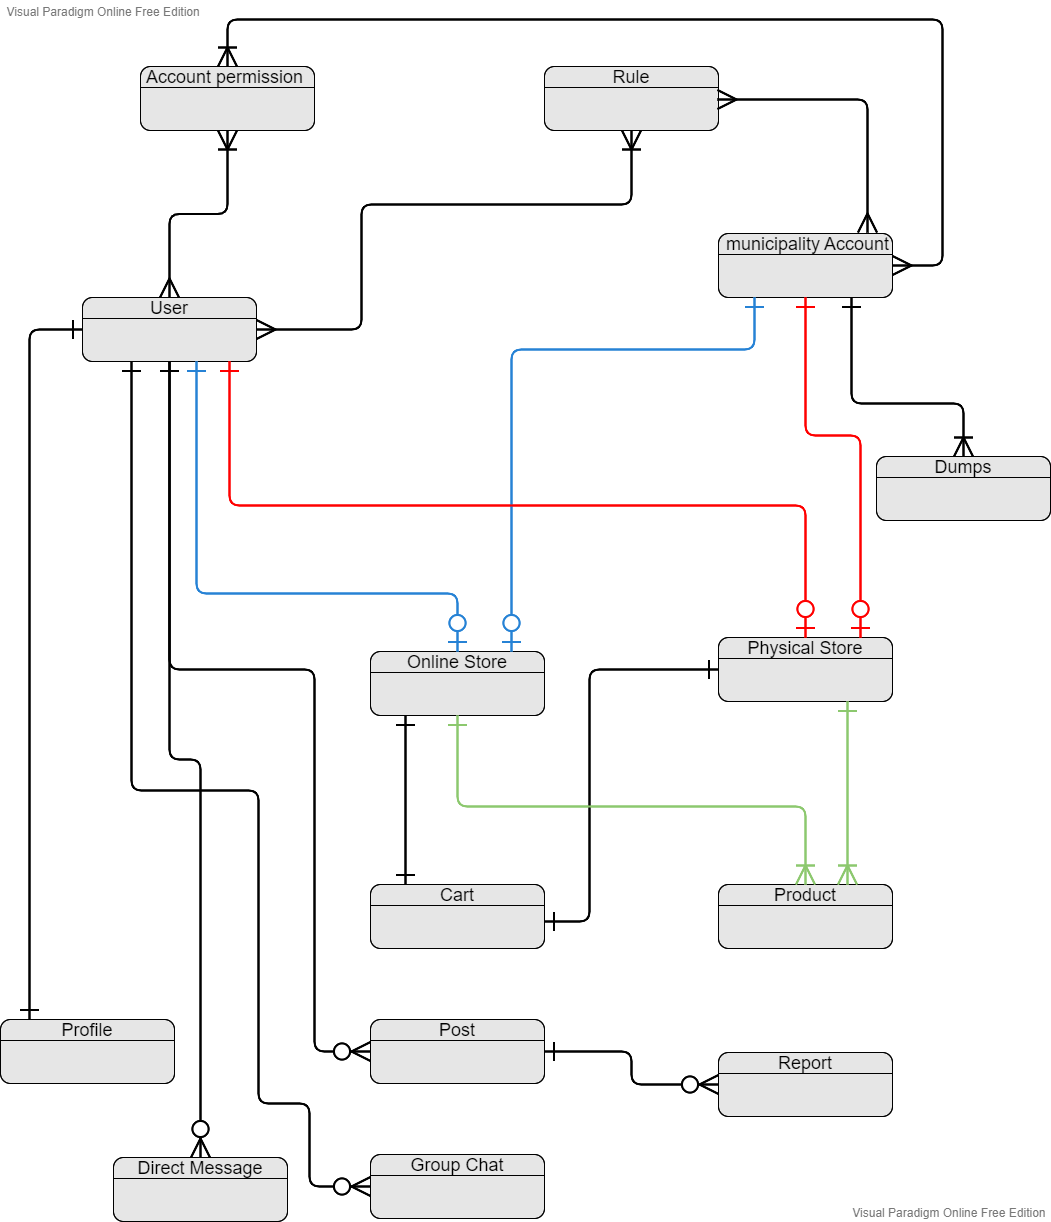 Visual Paradigm Online Free Edition
Account permission
Rule
municipality Account
User
Dumps
Online Store
Physical Store
Cart
Product
Profile
Post
Report
Direct Message
Group Chat
Visual Paradigm Online Free Edition